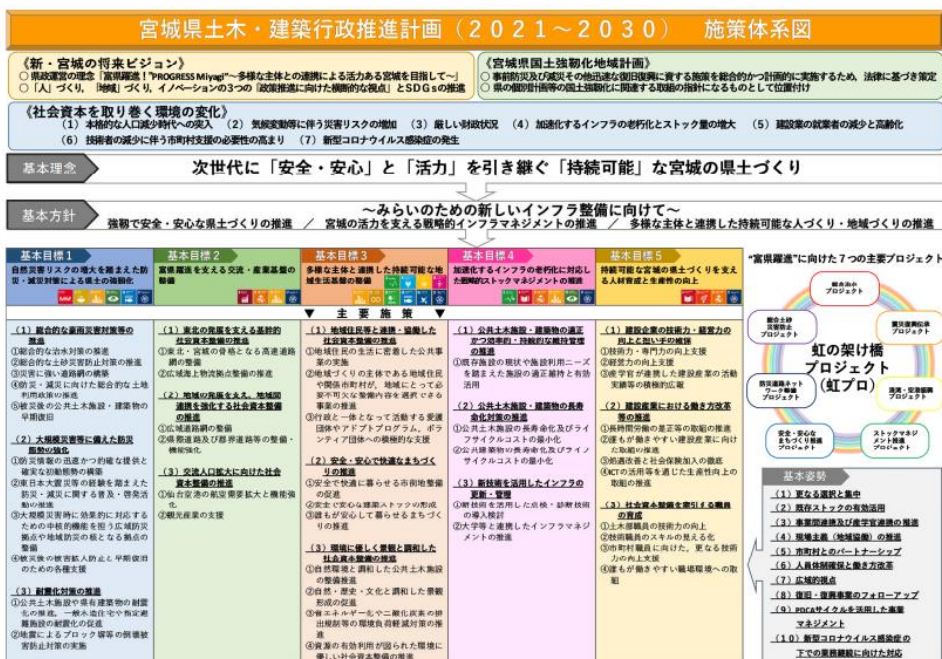 宮城県土木・建築行政推進計画（2021～2030）　施策体系図
《新・宮城の将来ビジョン》
○ 県政運営の理念「富県躍進！"PROGRESS Miyagi"～多様な主体との連携による活力ある宮城を目指して～」
○ 「人」づくり，「地域」づくり，イノベーションの3つの「政策推進に向けた横断的な視点」とSDGsの推進
《宮城県国土強靭化地域計画》
○ 事前防災及び減災その他迅速な復旧復興に資する施策を総合的かつ計画的に実施するため，法律に基づき策定
○ 県の個別計画等の国土強靭化に関連する取組の指針になるものとして位置付け
《社会資本を取り巻く環境の変化》
（1）本格的な人口減少時代への突入　（2）気候変動等に伴う災害リスクの増加　（3）厳しい財政状況　（4）加速化するインフラの老朽化とストック量の増大　（5）建設業の就業者の減少と高齢化
（6）技術者の減少に伴う市町村支援の必要性の高まり　（7）新型コロナウイルス感染症の発生
基本理念
次世代に「安全・安心」と「活力」を引き継ぐ「持続可能」な宮城の県土づくり
基本方針
～みらいのための新しいインフラ整備に向けて～
強靭で安全・安心な県土づくりの推進　／　宮城の活力を支える戦略的インフラマネジメントの推進　／　多様な主体と連携した持続可能な人づくり・地域づくりの推進
基本目標1
自然災害リスクの増大を踏まえた防
災・減災対策による県土の強靭化
基本目標2
富県躍進を支える交流・産業基盤の
整備
基本目標3
多様な主体と連携した持続可能な地
域生活基盤の整備
基本目標4
加速化するインフラの老朽化に対応し
た戦略的ストックマネジメントの推進
基本目標5
持続可能な宮城の県土づくりを支え
る人材育成と生産性の向上
▼　主　要　施　策　▼
（1）総合的な豪雨災害対策等の
推進
①総合的な治水対策の推進
②総合的な土砂災害防止対策の推進
③災害に強い道路網の構築
④防災・減災に向けた総合的な土地
利用政策の推進
⑤被災後の公共土木施設・建築物の
早期復旧
（2）大規模災害等に備えた防災
態勢の強化
①防災情報の迅速かつ的確な提供と
確実な初動態勢の構築
②東日本大震災等の経験を踏まえた
防災・減災に関する普及・啓発活
動の推進
③大規模災害時に効果的に対応する
ための中核的機能を担う広域防災
拠点や地域防災の核となる拠点の
整備
④被災後の被害拡大防止と早期復旧
のための各種支援
（3）耐震化対策の推進
①公共土木施設や県有建築物の耐震
化の推進，一般木造住宅や指定避
難施設の耐震化の促進
②地震によるブロック塀等の倒壊被
害防止対策の実施
（1）東北の発展を支える基幹的
社会資本整備の推進
①東北・宮城の骨格となる高速道路
網の整備
②広域海上物流拠点整備の推進
（2）地域の発展を支え，地域間
連携を強化する社会資本整備
の推進
①広域道路網の整備
②県際道路及び郡界道路等の整備・
機能強化
（3）交流人口拡大に向けた社会
資本整備の推進
①仙台空港の航空需要拡大と機能強
化
②観光産業の支援
（1）地域住民等と連携・協働した
社会資本整備の推進
①地域住民の生活に密着した公共事
業の実施
②地域づくりの主体である地域住民
や関係市町村が，地域にとって必
要不可欠な整備内容を選択できる
事業の推進
③行政と一体となって活動する愛護
団体やアドプトプログラム，ボラン
ティア団体への積極的な支援
（2）安全・安心で快適なまちづく
りの推進
①安全で快適に暮らせる市街地整備
の促進
②安全で安心な建築ストックの形成
③誰もが安心して暮らせるまちづく
りの推進
（3）環境に優しく景観と調和した
社会資本整備の推進
①自然環境と調和した公共土木施設
の整備推進
②自然・歴史・文化と調和した景観
形成の促進
③省エネルギー化や二酸化炭素の排
出規制等の環境負荷軽減対策の推
進
④資源の有効利用が図られた環境に
優しい社会資本整備の推進
（1）公共土木施設・建築物の適正
かつ効率的・持続的な維持管
理の推進
①既存施設の現状や施設利用ニーズ
を踏まえた施設の適正維持と有効
活用
（2）公共土木施設・建築物の長寿
命化対策の推進
①公共土木施設の長寿命化及びライ
フサイクルコストの最小化
②公共建築物の長寿命化及びライフ
サイクルコストの最小化
（3）新技術を活用したインフラの
更新・管理
①新技術を活用した点検・診断技術
の導入検討
②大学等と連携したインフラマネジ
メントの推進
（1）建設企業の技術力・経営力の
向上と担い手の確保
①技術力・専門力の向上支援
②経営力の向上支援
③産学官が連携した建設産業の活動
実績等の積極的広報
（2）建設産業における働き方改革
等の推進
①長時間労働の是正等の取組の推進
②誰もが働きやすい建設産業に向け
た取組の推進
③処遇改善と社会保険加入の徹底
④ICTの活用等を通じた生産性向上の
取組の推進
（3）社会資本整備を牽引する職員
の育成
①土木部職員の技術力の向上
②技術職員のスキルの見える化
③市町村職員に向けた，更なる技術
力の向上支援
④誰もが働きやすい職場環境への取
組
"富県躍進"に向けた7つの主要プロジェクト
総合治水
プロジェクト
総合土砂
災害防止
プロジェクト
震災復興伝承
プロジェクト
虹の架け橋
プロジェクト
（虹プロ）
防災道路ネット
ワーク構築
プロジェクト
港湾・空港振興
プロジェクト
安全・安心な
まちづくり推進
プロジェクト
ストックマネジ
メント推進
プロジェクト
基本姿勢
（1）更なる選択と集中
（2）既存ストックの有効活用
（3）事業間連携及び産学官連携の推進
（4）現場主義（地域協働）の推進
（5）市町村とのパートナーシップ
（6）人員体制確保と働き方改革
（7）広域的視点
（8）復旧・復興事業のフォローアップ
（9）PDCAサイクルを活用した事業
マネジメント
（10）新型コロナウイルス感染症の
下での業務継続に向けた対応